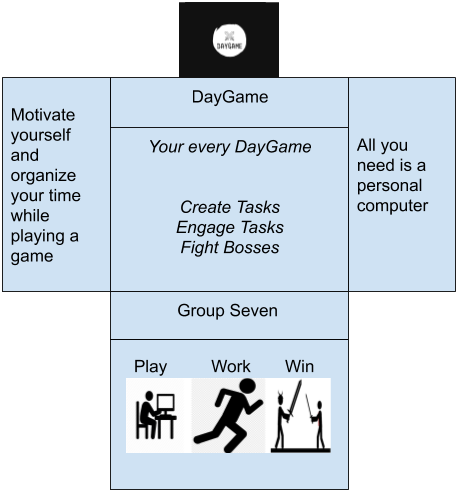 DAYGAME
DayGame
Motivate
yourself
and
organize
your time
while
playing a
game
Your every DayGame
Create Tasks
Engage Tasks
Fight Bosses
All you
need is a
personal
computer
Group Seven
Play Work Win